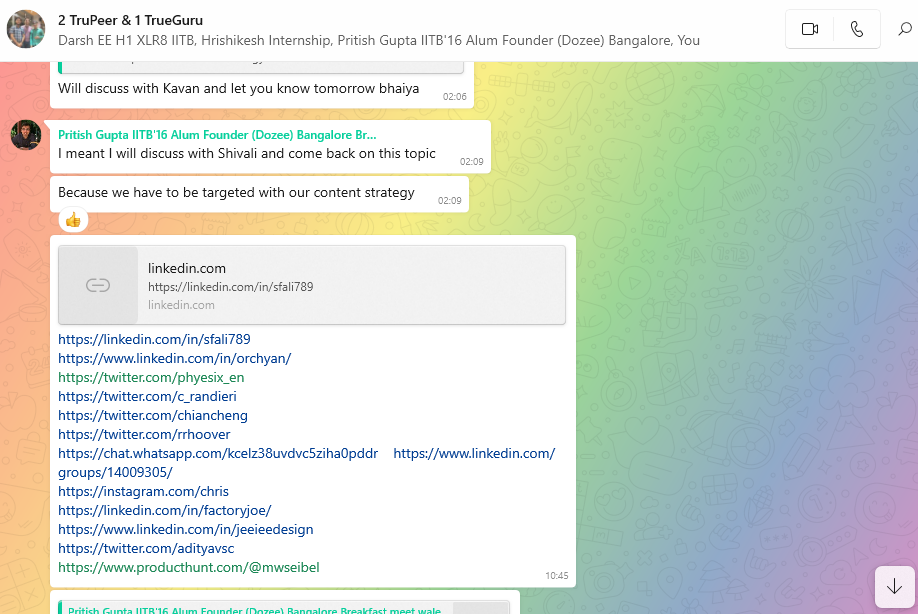 2 TruPeer & 1 TrueGuru
Darsh EE H1 XLR8 IITB, Hrishikesh Internship, Pritish Gupta IITB'16 Alum Founder (Dozee) Bangalore, You
Will discuss with Kavan and let you know tomorrow bhaiya
02:06
Pritish Gupta IITB'16 Alum Founder (Dozee) Bangalore Br...
I meant I will discuss with Shivali and come back on this topic
02:09
Because we have to be targeted with our content strategy
02:09
linkedin.com
https://linkedin.com/in/sfali789
linkedin.com
https://linkedin.com/in/sfali789
https://www.linkedin.com/in/orchyan/
https://twitter.com/phyesix_en
https://twitter.com/c_randieri
https://twitter.com/chiancheng
https://twitter.com/rrhoover
https://chat.whatsapp.com/kcelz38uvdvc5ziha0pddr https://www.linkedin.com/
groups/14009305/
https://instagram.com/chris
https://linkedin.com/in/factoryjoe/
https://www.linkedin.com/in/jeeieedesign
https://twitter.com/adityavsc
https://www.producthunt.com/@mwseibel
10:45
Pritish Gupta IITB'16 Alum Founder (Dozee) Bangalore Breakfast meet wale